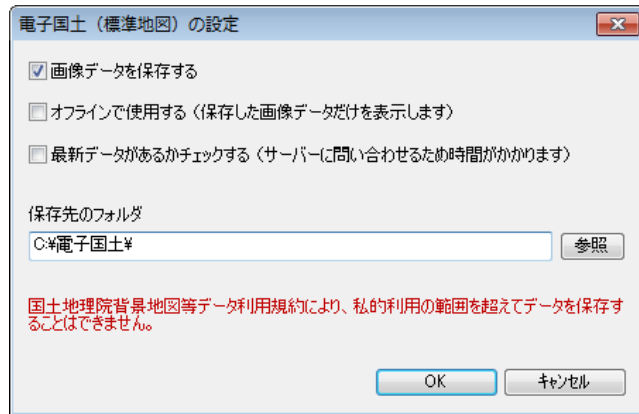 電子国土（標準地図）の設定
画像データを保存する
オフラインで使用する（保存した画像データだけを表示します）
最新データがあるかチェックする（サーバーに問い合わせるため時間がかかります）
保存先のフォルダ
C:¥電子国土¥
参照
国土地理院背景地図等データ利用規約により、私的利用の範囲を超えてデータを保存す
ることはできません。
OK
キャンセル